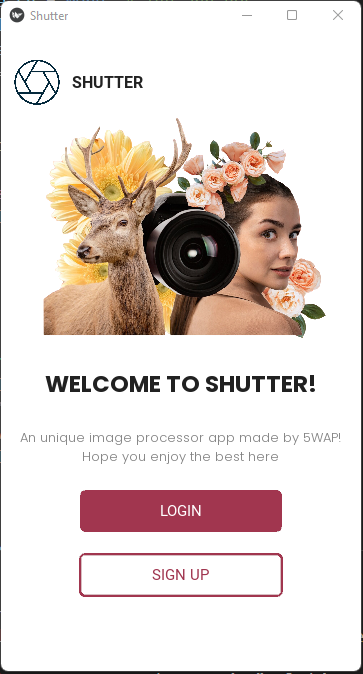 Shutter
SHUTTER
WELCOME TO SHUTTER!
An unique image processor app made by 5WAP!
Hope you enjoy the best here
LOGIN
SIGN UP